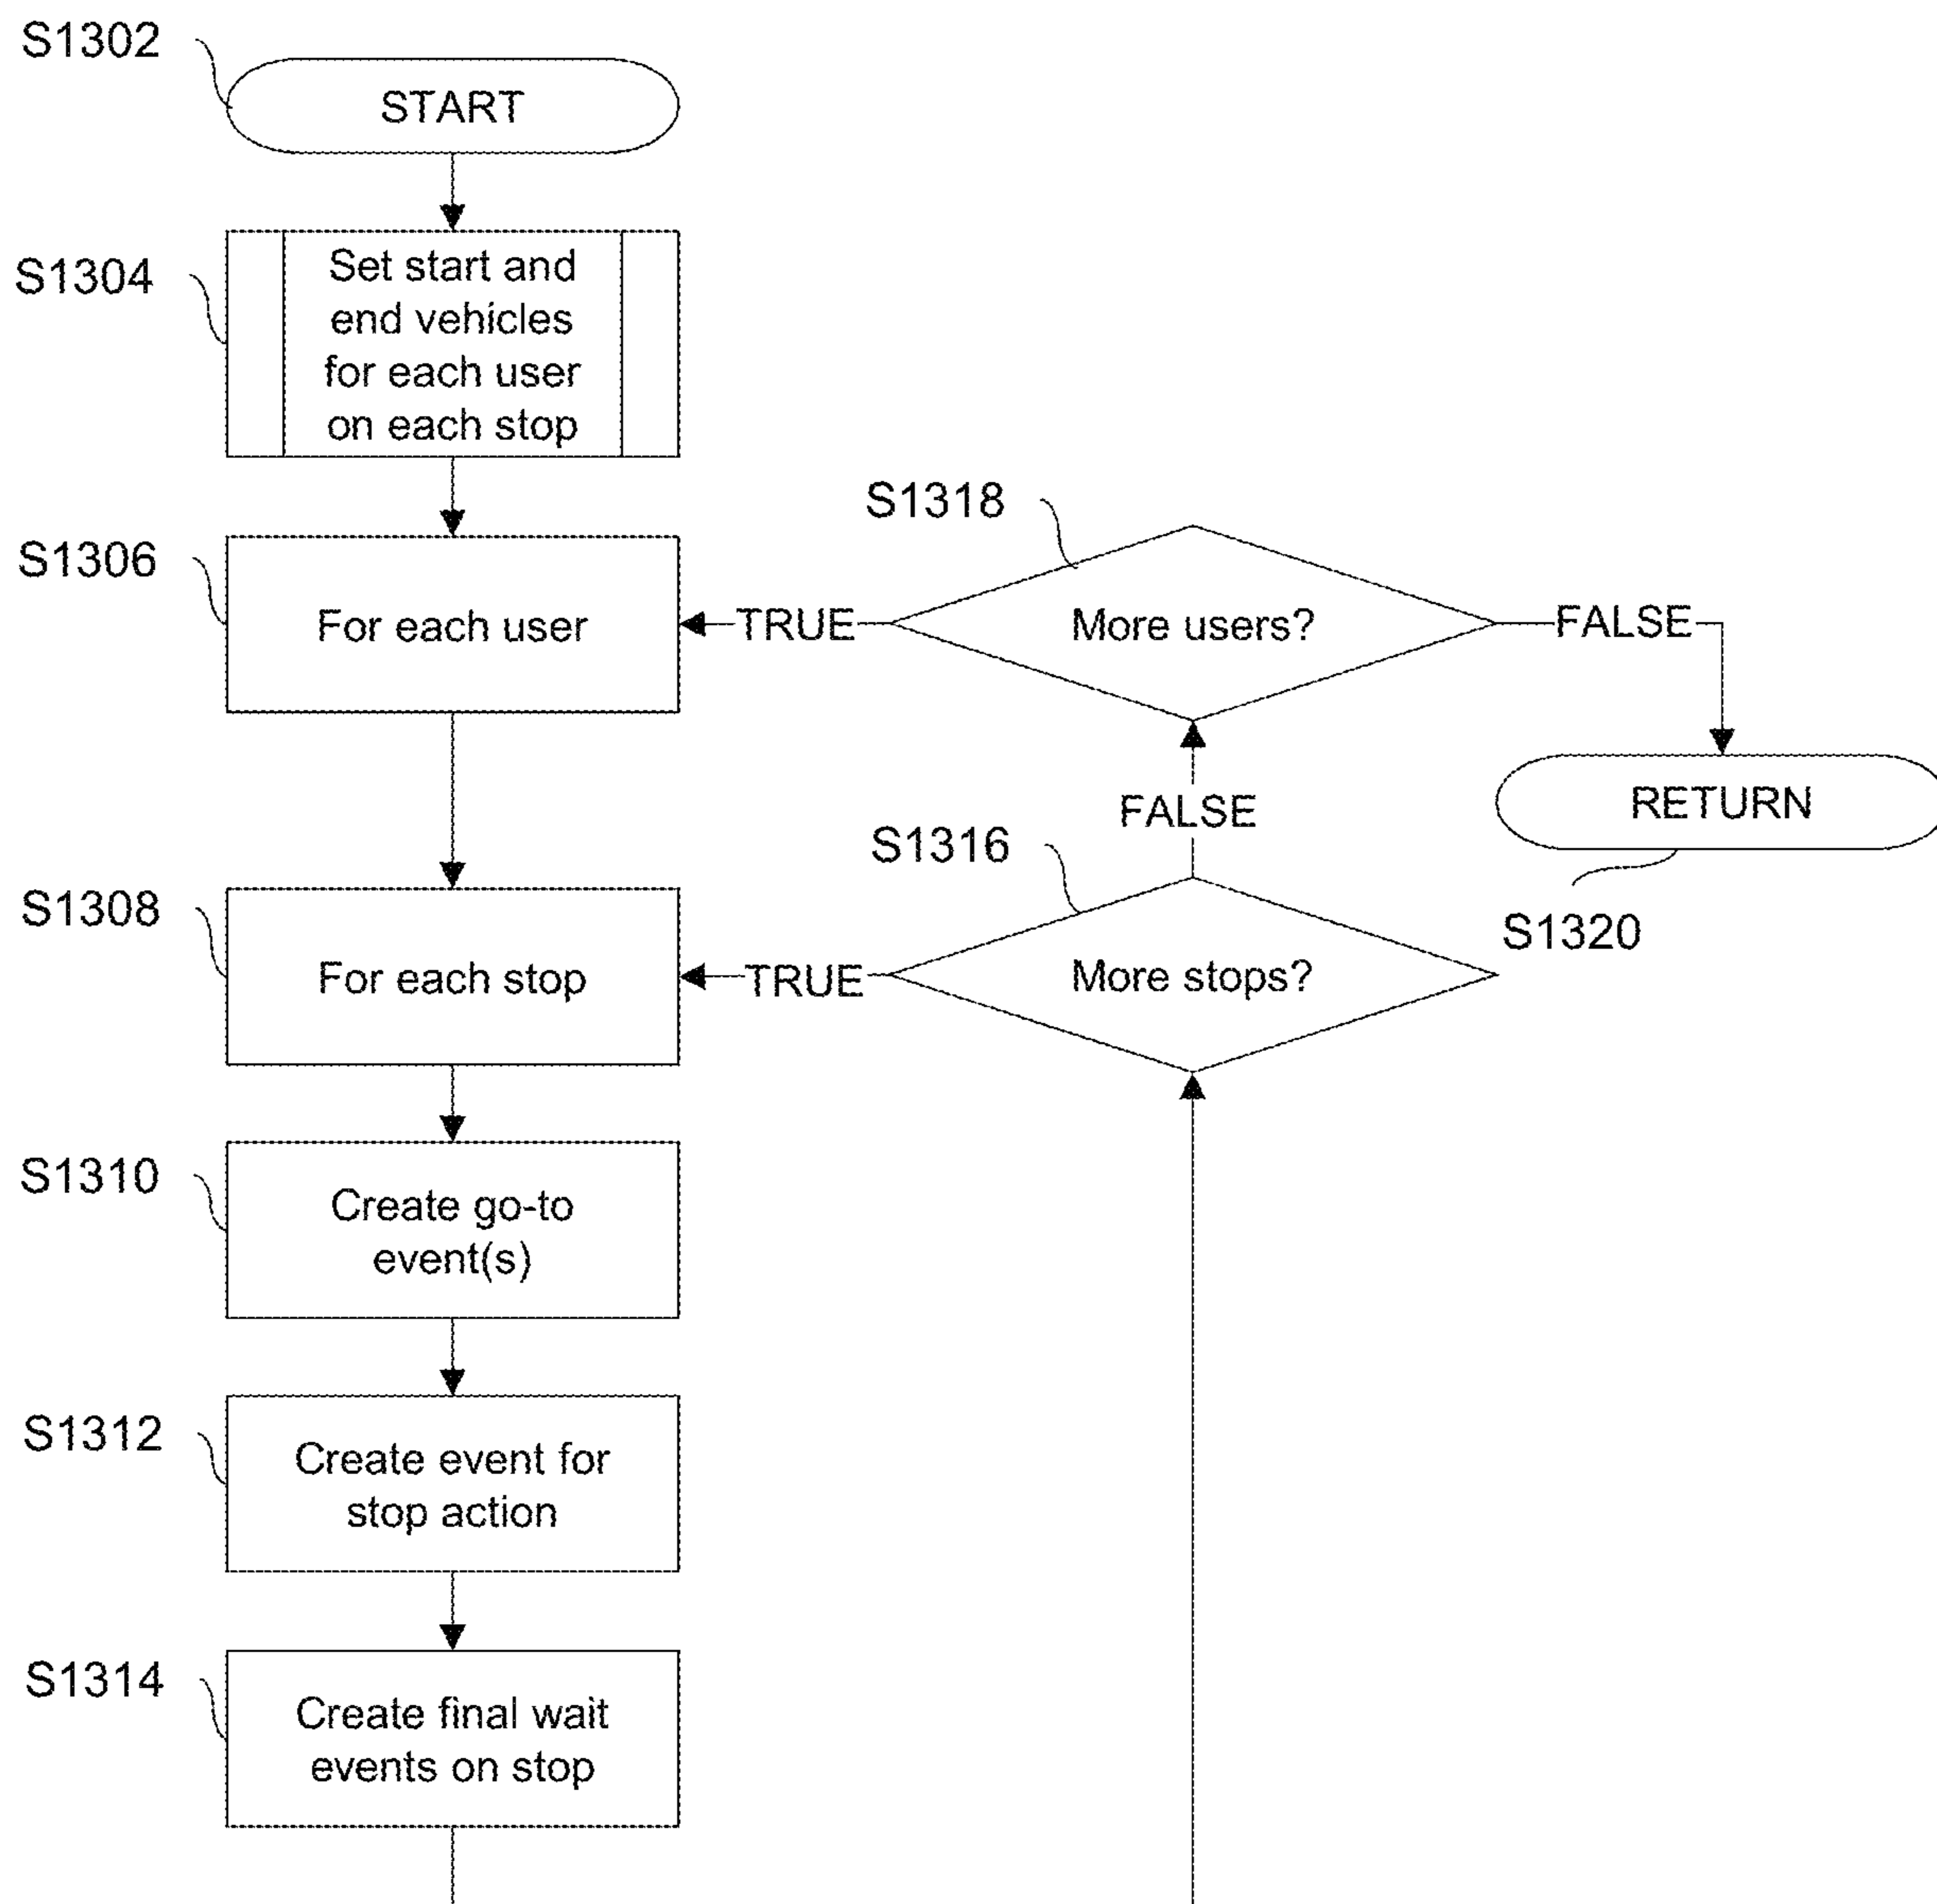 S1302
START
S1304
Set start and
end vehicles
for each user
on each stop
S1306
For each user
TRUE
S1318
More users?
FALSE
RETURN
S1320
S1308
For each stop
TRUE
S1316
More stops?
FALSE
S1310
Create go-to
event(s)
S1312
Create event for
stop action
S1314
Create final wait
events on stop